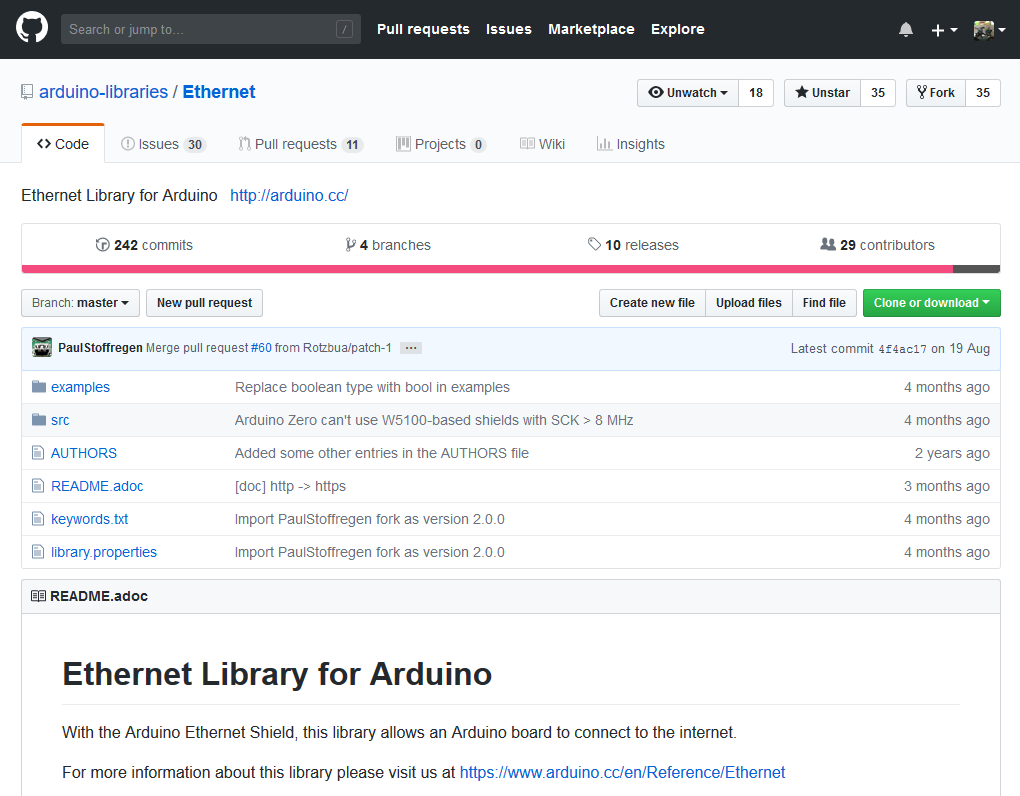 Search or jump to... / Pull requests Issues Marketplace Explore
arduino-libraries / Ethernet Unwatch 18 Unstar 35 Fork 35
Code Issues 30 Pull requests 11 Projects 0 Wiki Insights
Ethernet Library for Arduino http://arduino.cc/
242 commits 4 branches 10 releases 29 contributors
Branch: master New pull request Create new file Upload files Find file Clone or download
PaulStoffregen Merge pull request #60 from Rotzbua/patch-1 ... Latest commit 4f4ac17 on 19 Aug
examples Replace boolean type with bool in examples 4 months ago
src Arduino Zero can't use W5100-based shields with SCK > 8 MHz 4 months ago
AUTHORS Added some other entries in the AUTHORS file 2 years ago
README.adoc [doc] http -> https 3 months ago
keywords.txt Import PaulStoffregen fork as version 2.0.0 4 months ago
library.properties Import PaulStoffregen fork as version 2.0.0 4 months ago
README.adoc
Ethernet Library for Arduino
With the Arduino Ethernet Shield, this library allows an Arduino board to connect to the internet.
For more information about this library please visit us at https://www.arduino.cc/en/Reference/Ethernet